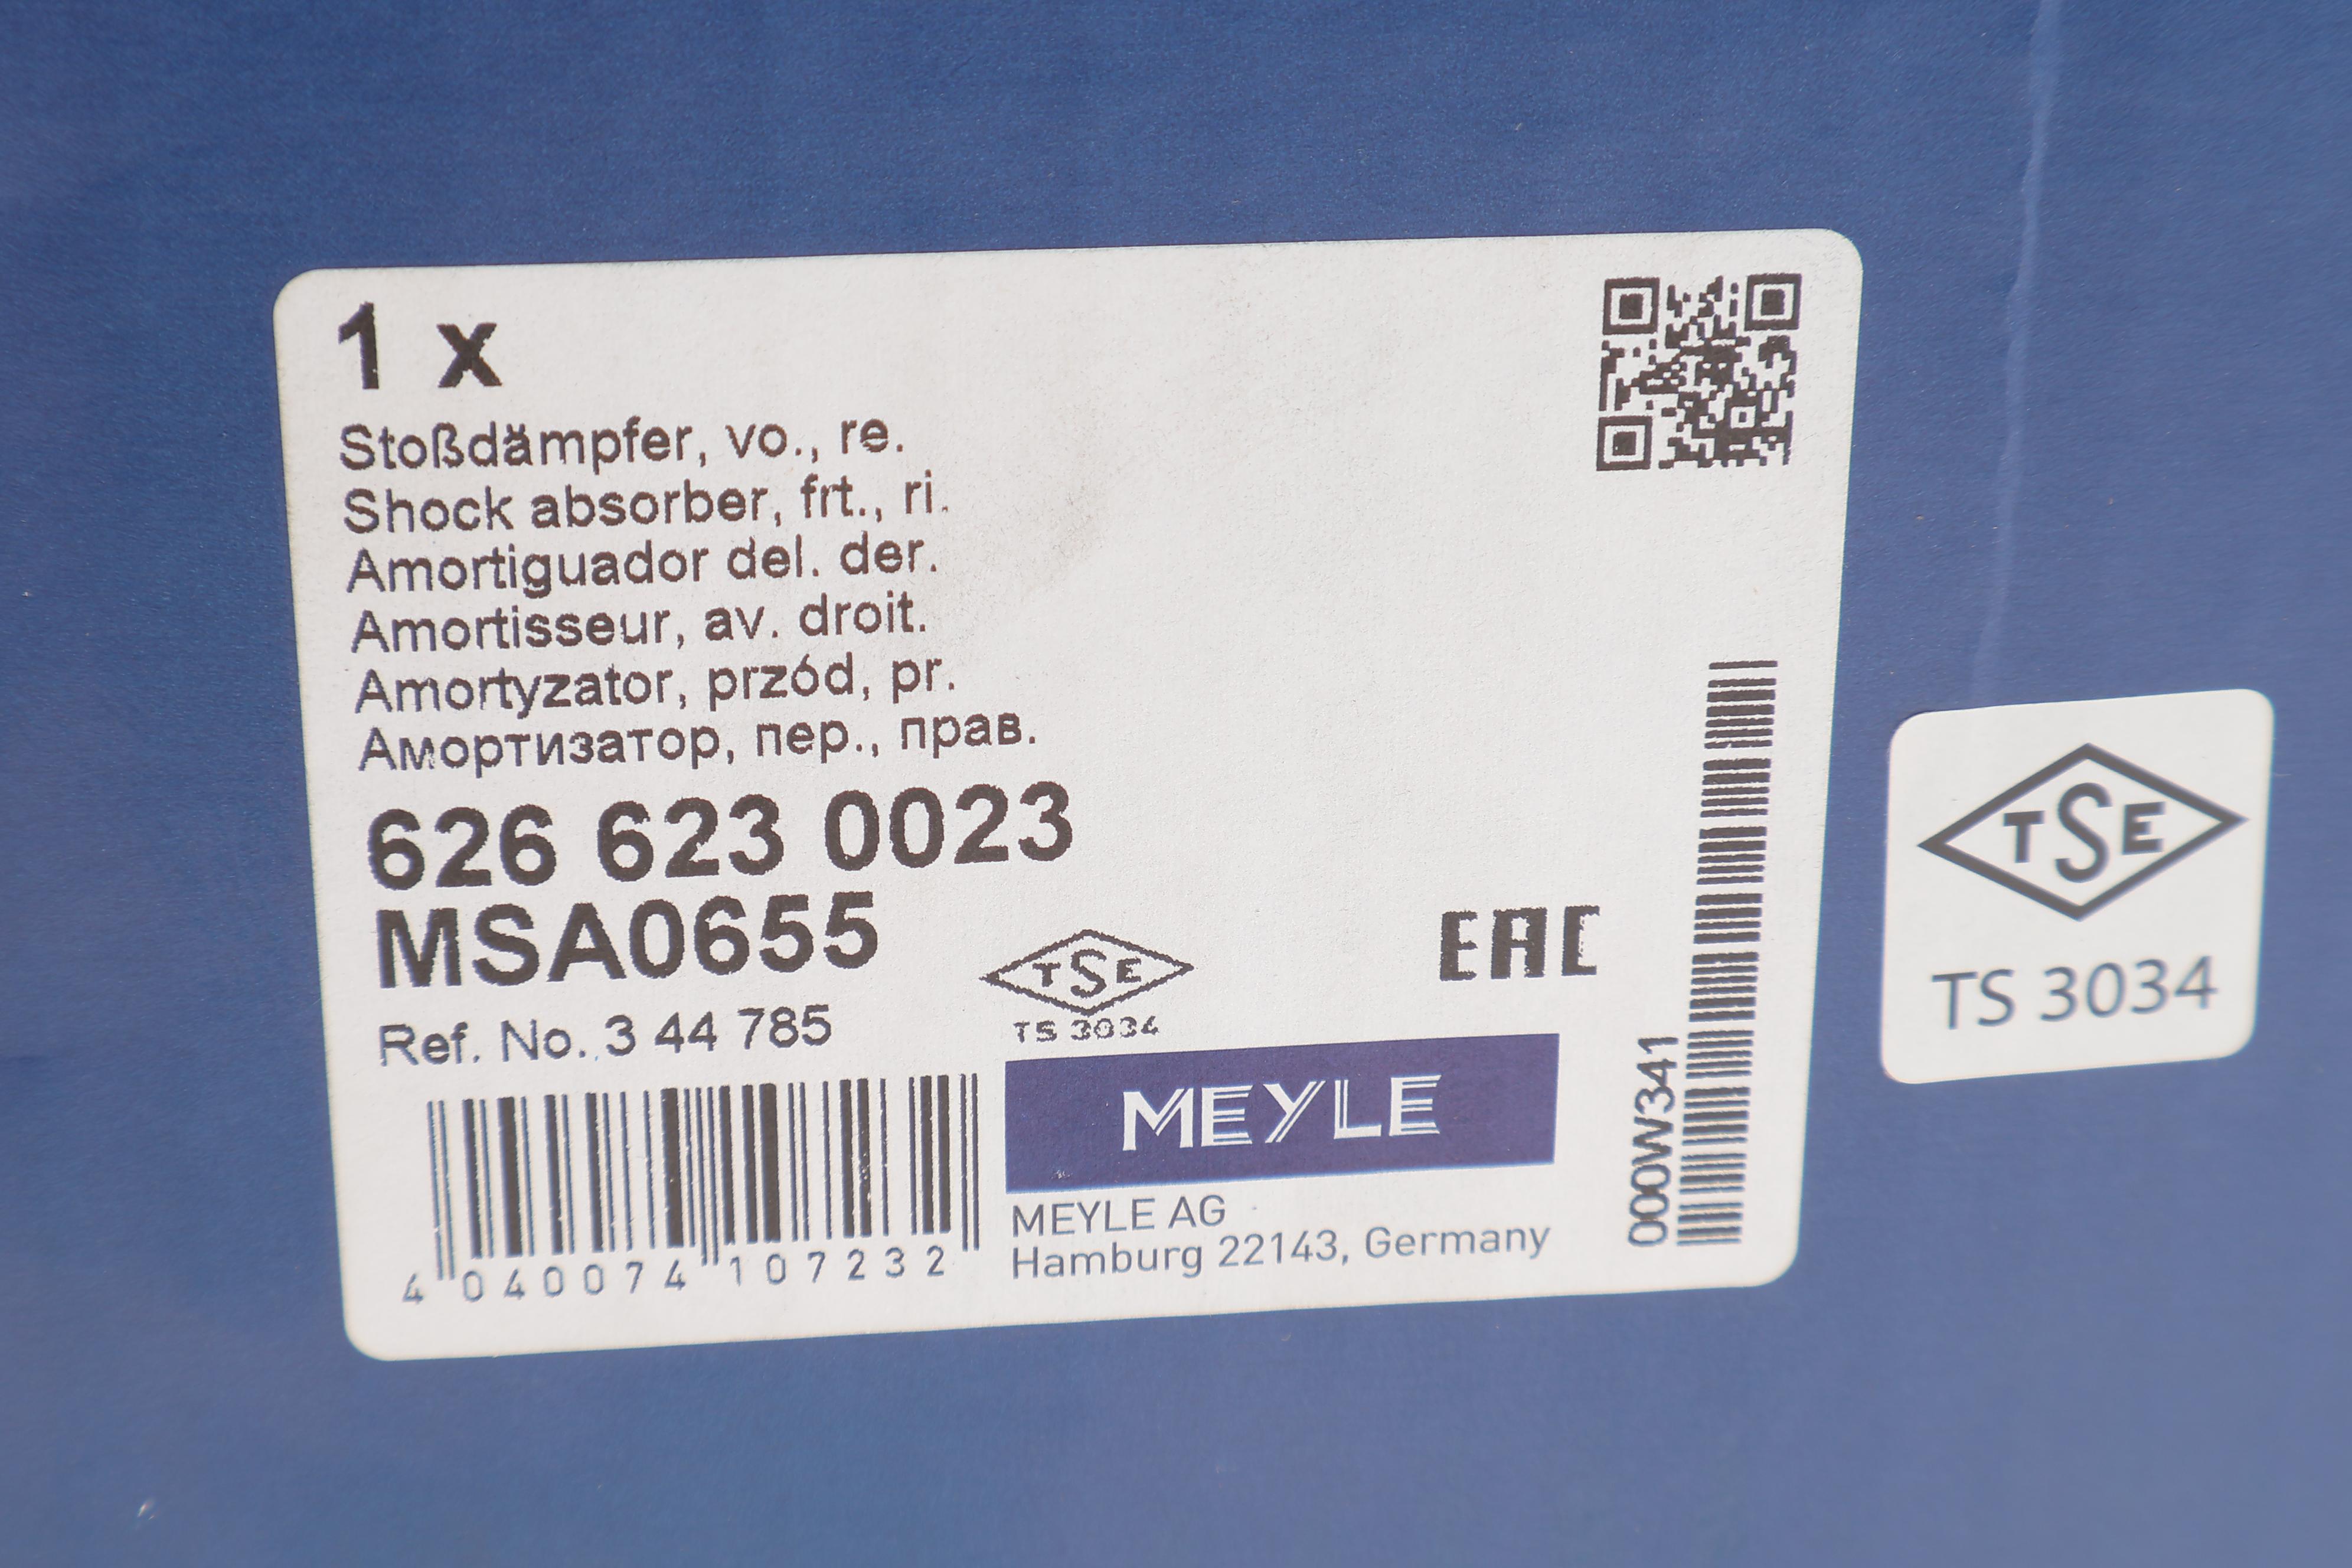 1 x
Stoßdämpfer, vo., re.
Shock absorber, frt., ri.
Amortiguador del. der.
Amortisseur, av. droit.
Amortyzator, przód, pr.
Амортизатор, пер., прав.
626 623 0023
MSA0655
TSE
TS 3034
EAC
Ref. No. 3 44 785
MEYLE
MEYLE AG
Hamburg 22143, Germany
4 040074 107232
000W341
TSE
TS 3034